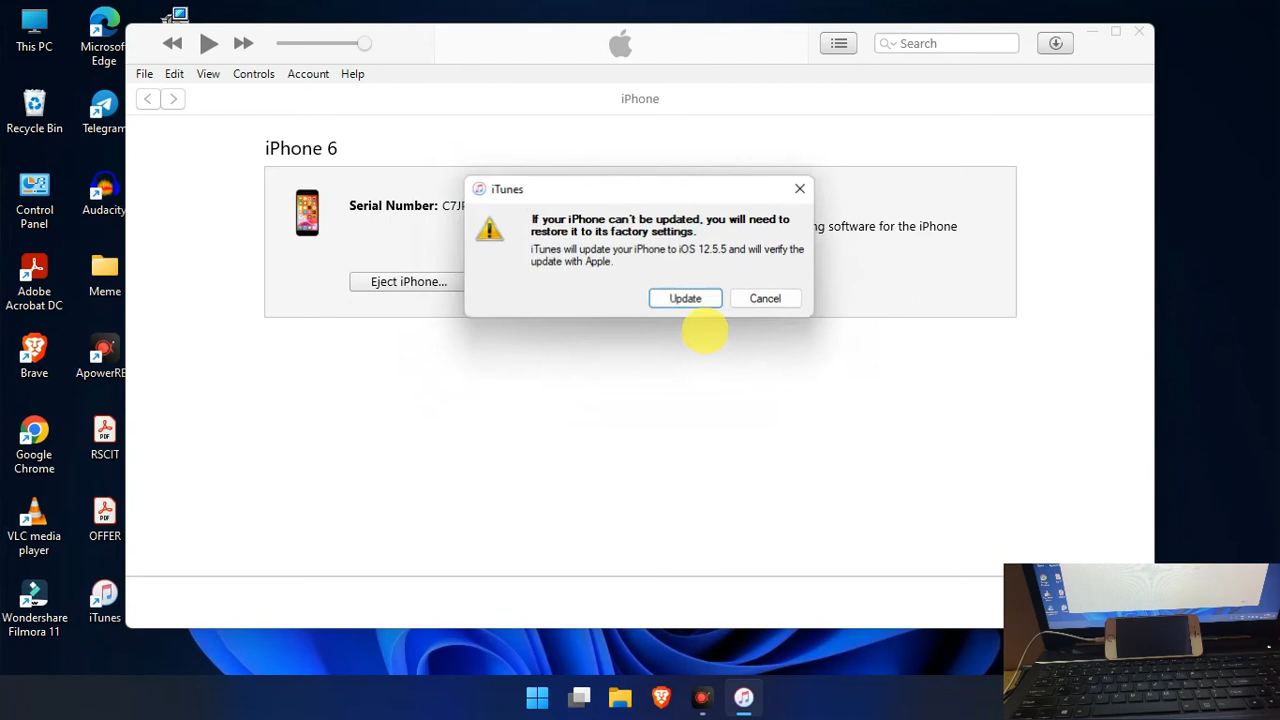 This PC
Microsof
Edge
Recycle Bin
Telegram
Control
Panel
Audacity
Adobe
Acrobat DC
Meme
Brave
ApowerRE
Google
Chrome
RSCIT
VLC media
player
OFFER
Wondershare
Filmora 11
iTunes
Search
File Edit View Controls Account Help
iPhone
iPhone 6
Serial Number: C7JF
ng software for the iPhone
Eject iPhone...
iTunes
If your iPhone can't be updated, you will need to
restore it to its factory settings.
iTunes will update your iPhone to iOS 12.5.5 and will verify the
update with Apple.
Update
Cancel
PDF
PDF